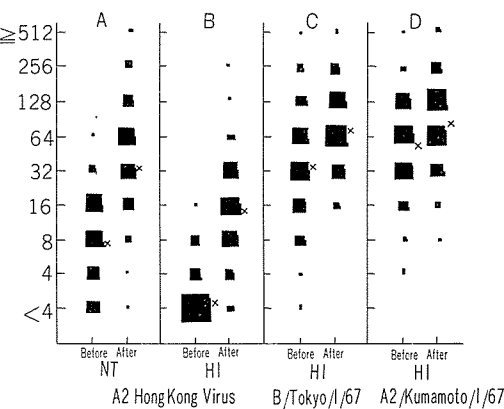 A B C D
≧512
256
128
64
32
16
8
4
<4
Before After Before After Before After Before After
NT HI HI HI
A2 Hong Kong Virus B/Tokyo/1/67 A2/Kumamoto/1/67